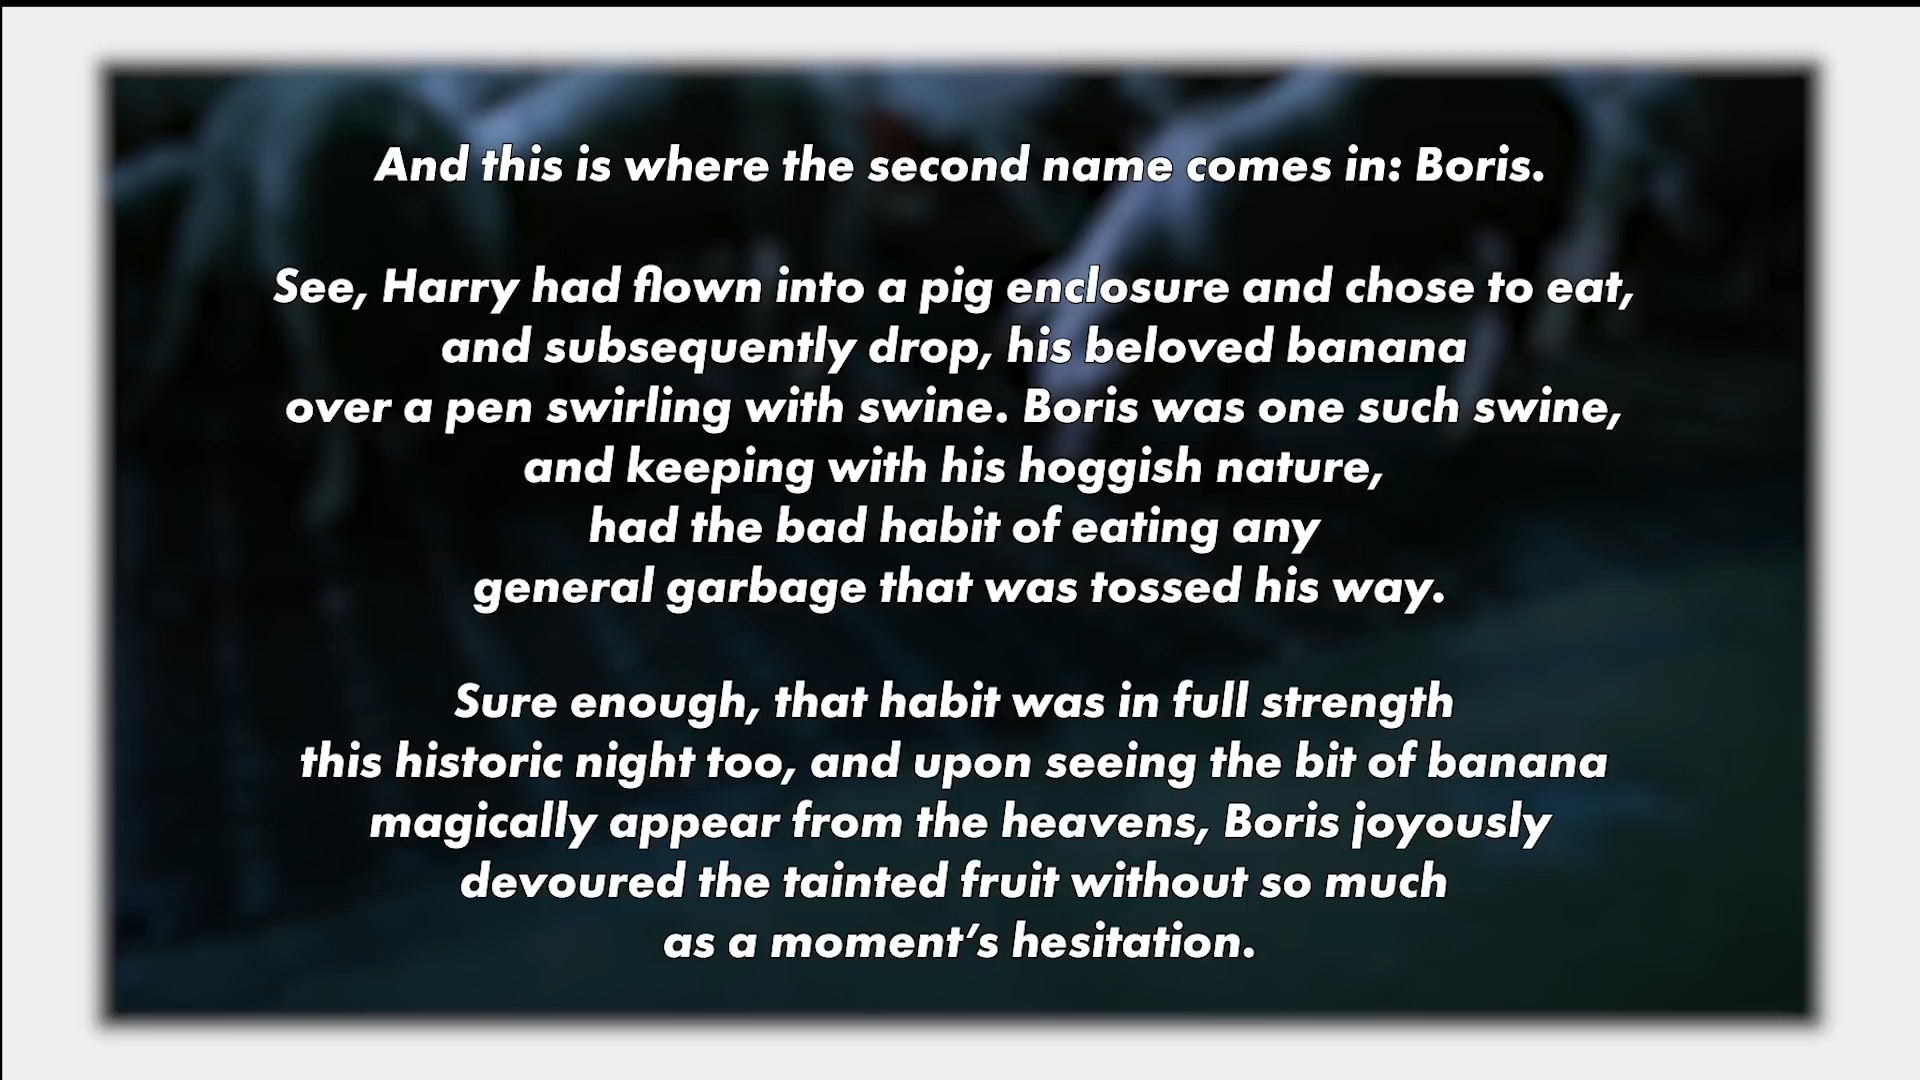 And this is where the second name comes in: Boris.
See, Harry had flown into a pig enclosure and chose to eat,
and subsequently drop, his beloved banana
over a pen swirling with swine. Boris was one such swine,
and keeping with his hoggish nature,
had the bad habit of eating any
general garbage that was tossed his way.
Sure enough, that habit was in full strength
this historic night too, and upon seeing the bit of banana
magically appear from the heavens, Boris joyously
devoured the tainted fruit without so much
as a moment’s hesitation.